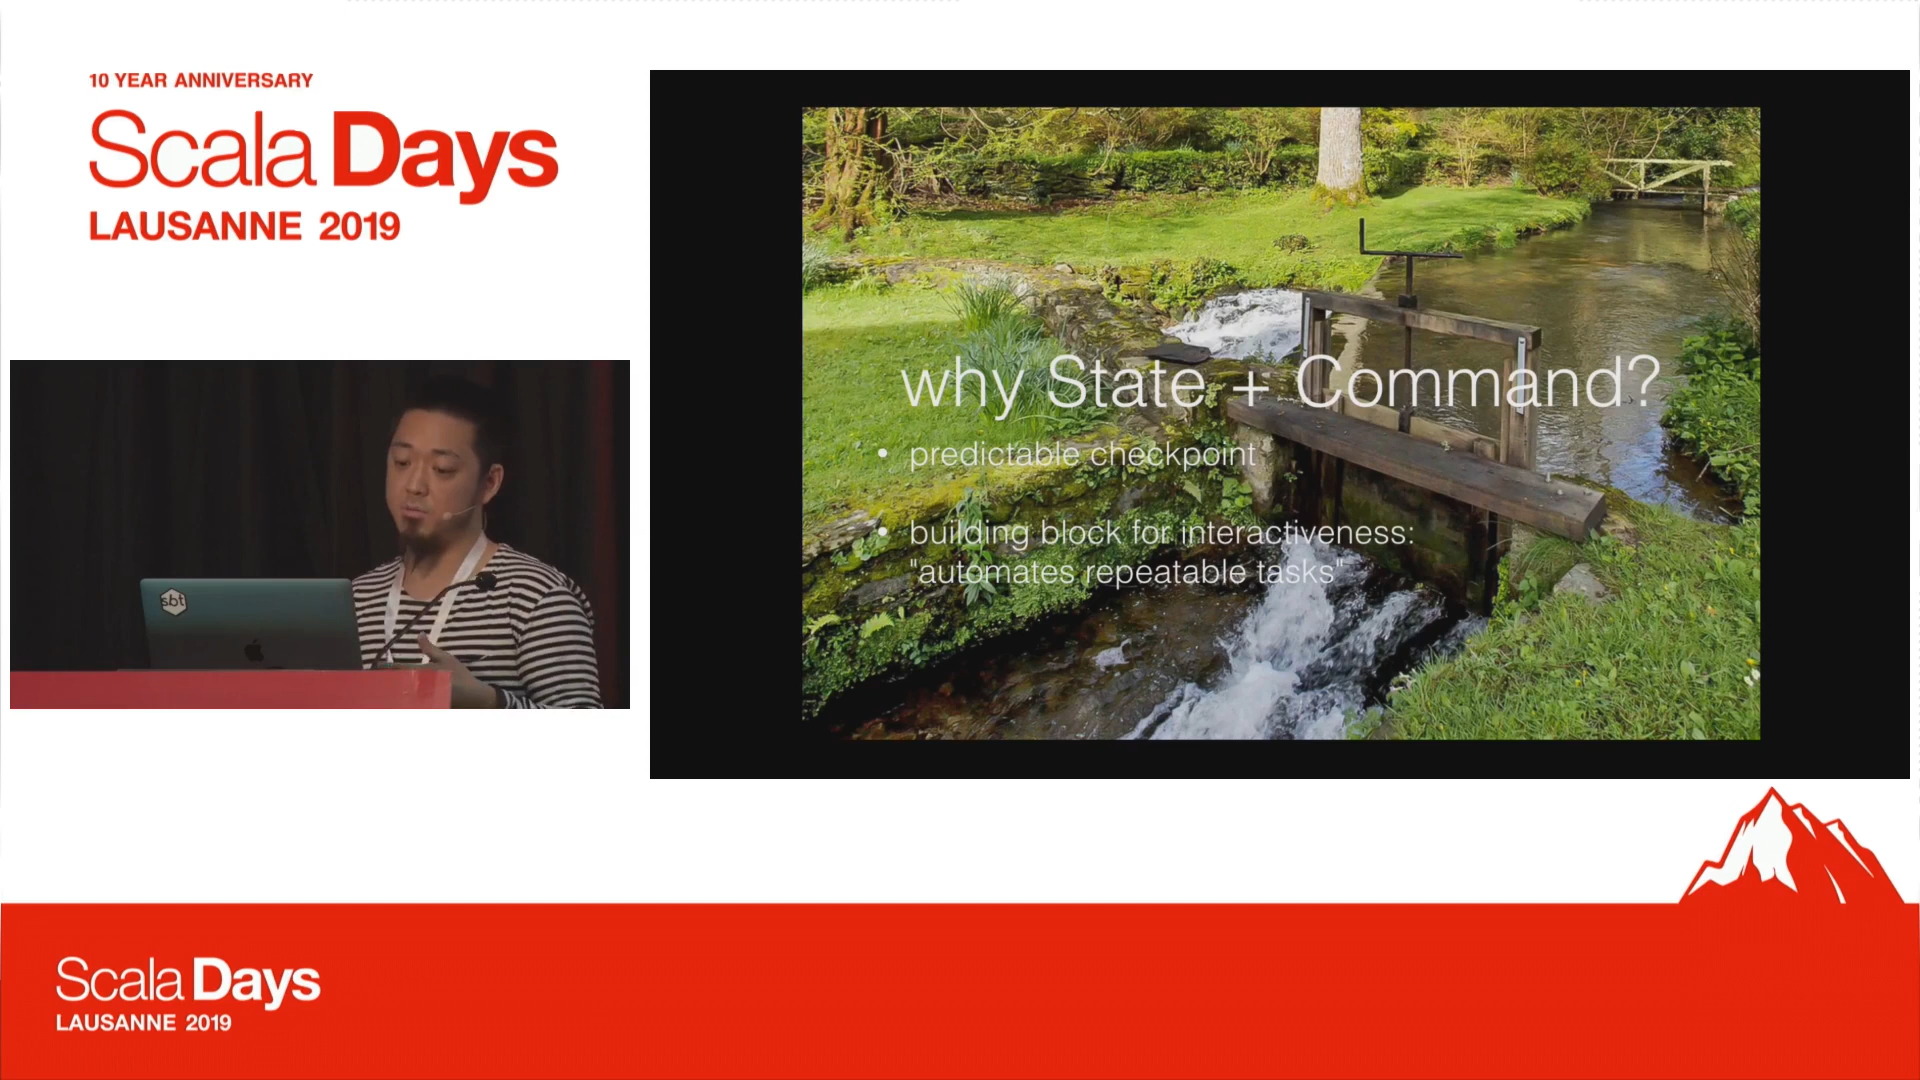 10 YEAR ANNIVERSARY
Scala Days
LAUSANNE 2019
sbt
why State + Command?
• predictable checkpoint
• building block for interactiveness:
"automates repeatable tasks"
Scala Days
LAUSANNE 2019